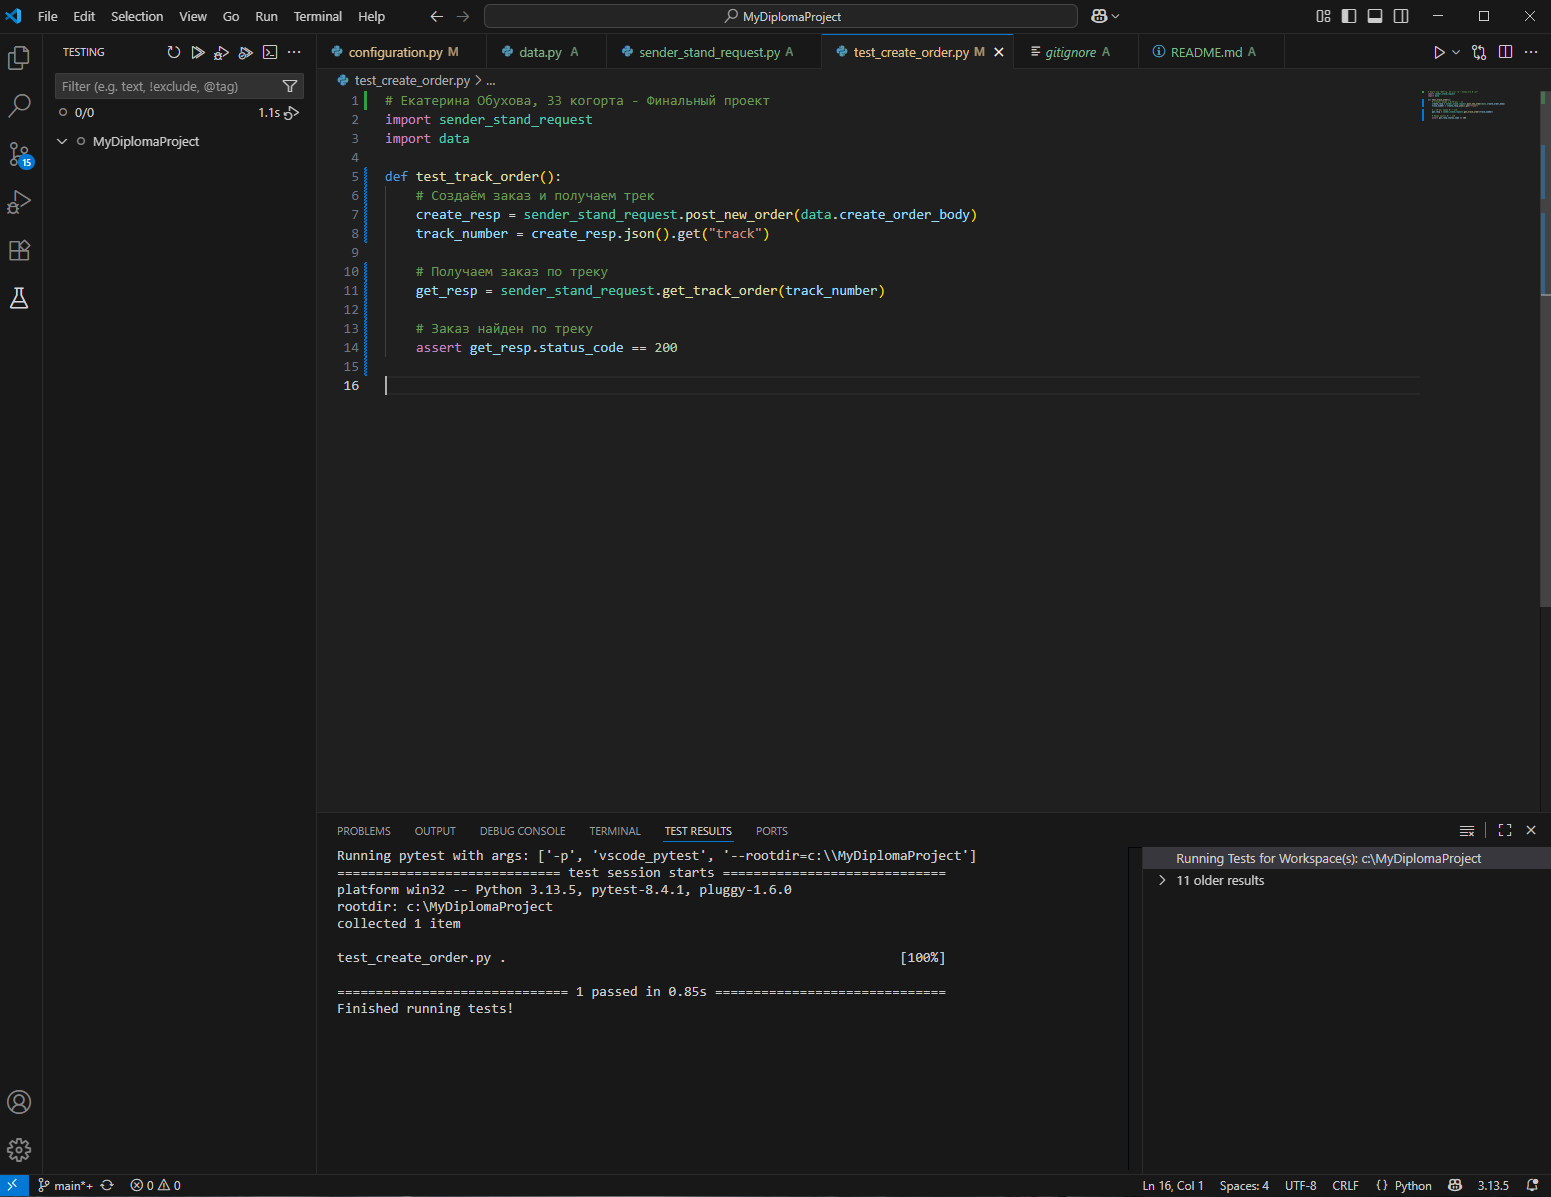 File Edit Selection View Go Run Terminal Help
MyDiplomaProject
TESTING
Filter (e.g. text, !exclude, @tag)
0/0 1.1s
MyDiplomaProject
15
configuration.py M data.py A sender_stand_request.py A test_create_order.py M gitignore A README.md A
test_create_order.py > ...
1 # Екатерина Обухова, 33 когорта - Финальный проект
2 import sender_stand_request
3 import data
4
5 def test_track_order():
6 # Создаём заказ и получаем трек
7 create_resp = sender_stand_request.post_new_order(data.create_order_body)
8 track_number = create_resp.json().get("track")
9
10 # Получаем заказ по треку
11 get_resp = sender_stand_request.get_track_order(track_number)
12
13 # Заказ найден по треку
14 assert get_resp.status_code == 200
15
16
PROBLEMS OUTPUT DEBUG CONSOLE TERMINAL TEST RESULTS PORTS
Running pytest with args: ['-p', 'vscode_pytest', '--rootdir=c:\\MyDiplomaProject']
============================= test session starts =============================
platform win32 -- Python 3.13.5, pytest-8.4.1, pluggy-1.6.0
rootdir: c:\MyDiplomaProject
collected 1 item
test_create_order.py . [100%]
============================== 1 passed in 0.85s ==============================
Finished running tests!
Running Tests for Workspace(s): c:\MyDiplomaProject
11 older results
main*+ 0 0 Ln 16, Col 1 Spaces: 4 UTF-8 CRLF {} Python 3.13.5